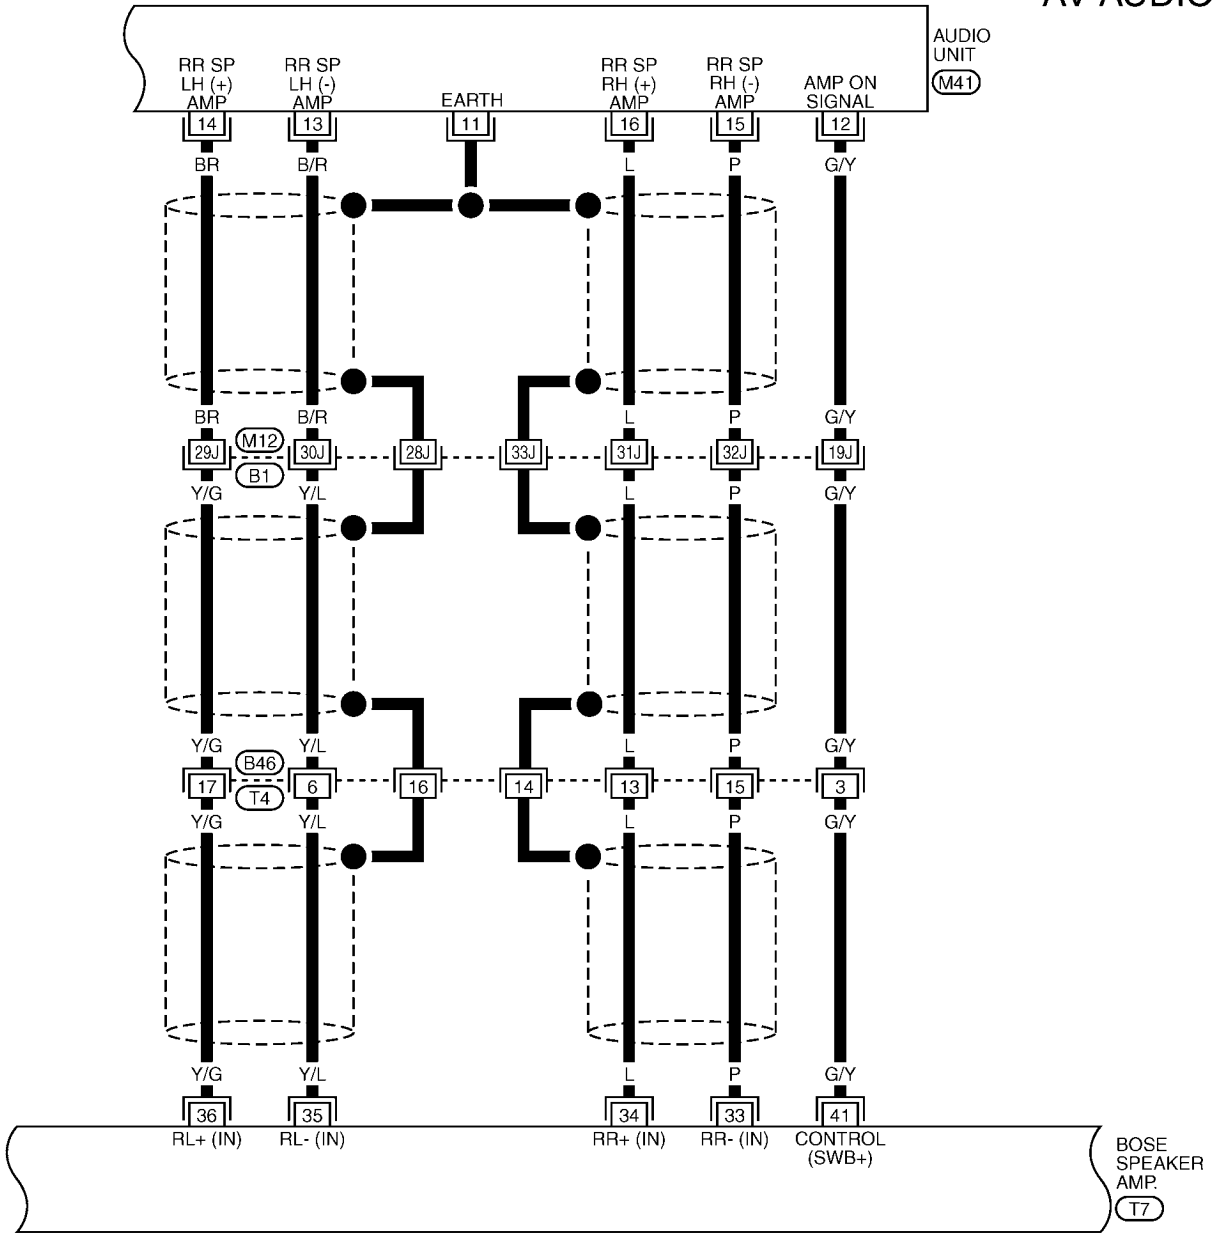 AV AUDIO
AUDIO
UNIT
M41
RR SP
LH (+)
AMP
RR SP
LH (-)
AMP
EARTH
RR SP
RH (+)
AMP
RR SP
RH (-)
AMP
AMP ON
SIGNAL
14 13 11 16 15 12
BR B/R L P G/Y
BR B/R L P G/Y
M12
29J 30J 28J 33J 31J 32J 19J
B1
Y/G Y/L L P G/Y
Y/G Y/L L P G/Y
B46
17 6 16 14 13 15 3
T4
Y/G Y/L L P G/Y
Y/G Y/L L P G/Y
36 35 34 33 41
RL+ (IN) RL- (IN) RR+ (IN) RR- (IN) CONTROL
(SWB+)
BOSE
SPEAKER
AMP.
T7